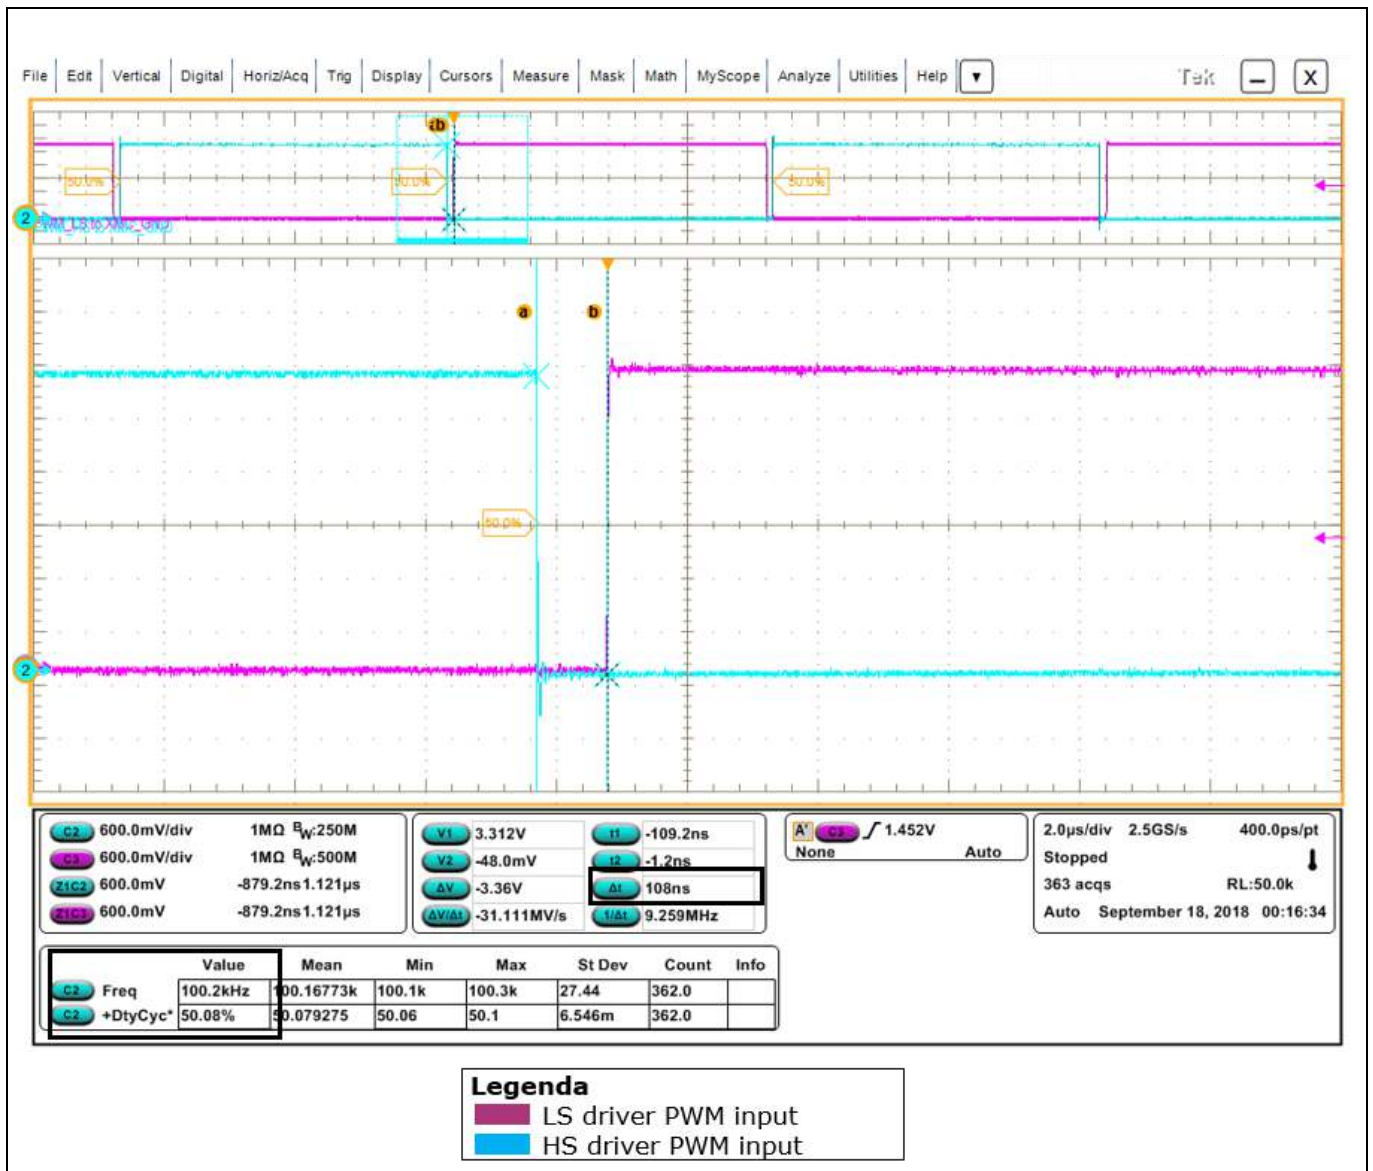 File Edit Vertical Digital Horiz/Acq Trig Display Cursors Measure Mask Math MyScope Analyze Utilities Help Tek X
b
50.0% 50.0% 50.0%
2
a b
50.0%
2
C2 600.0mV/div 1MΩ BW:250M
C3 600.0mV/div 1MΩ BW:500M
Z1C2 600.0mV -879.2ns 1.121µs
Z1C3 600.0mV -879.2ns 1.121µs
V1 3.312V t1 -109.2ns
V2 -48.0mV t2 -1.2ns
ΔV -3.36V Δt 108ns
ΔV/Δt -31.111MV/s 1/Δt 9.259MHz
A' C3 1.452V
None Auto
2.0µs/div 2.5GS/s 400.0ps/pt
Stopped
363 acqs RL:50.0k
Auto September 18, 2018 00:16:34
Value Mean Min Max St Dev Count Info
C2 Freq 100.2kHz 100.16773k 100.1k 100.3k 27.44 362.0
C2 +DtyCyc* 50.08% 50.079275 50.06 50.1 6.546m 362.0
Legenda
LS driver PWM input
HS driver PWM input